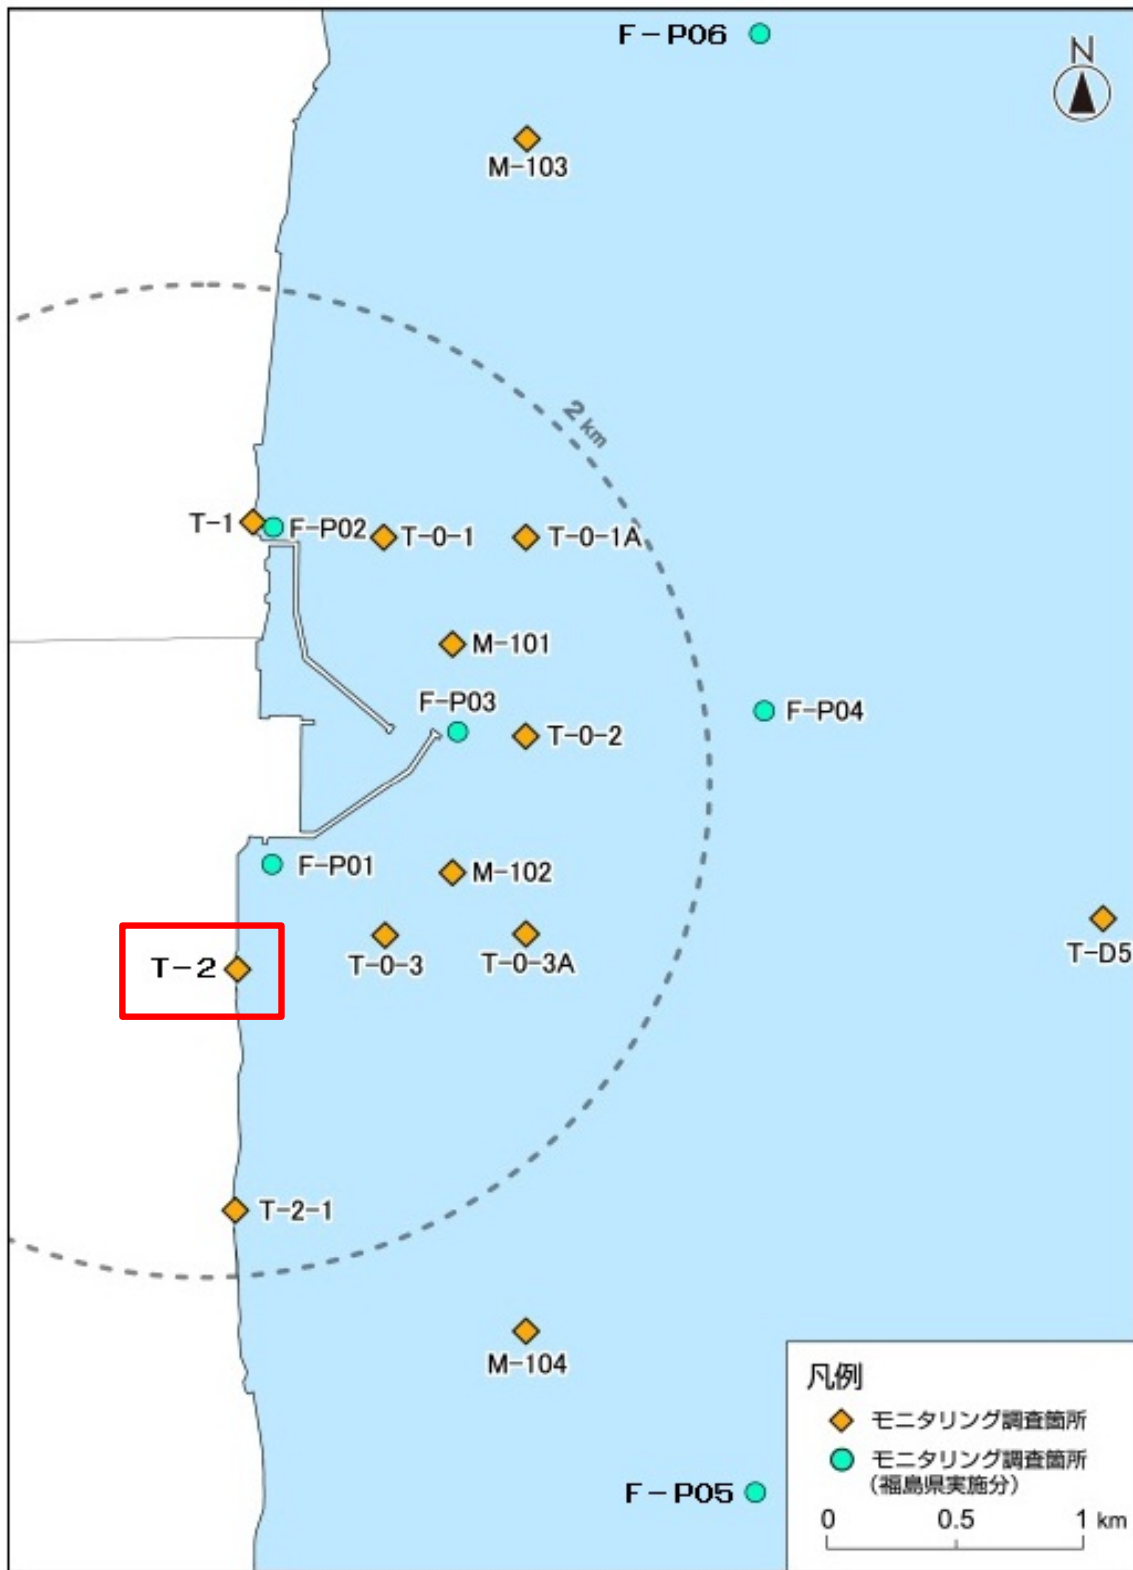 F-P06
N
M-103
2 km
T-1
F-P02
T-0-1
T-0-1A
M-101
F-P03
F-P04
T-0-2
F-P01
M-102
T-2
T-0-3
T-0-3A
T-D5
T-2-1
M-104
凡例
モニタリング調査箇所
モニタリング調査箇所
（福島県実施分）
F-P05
0 0.5 1 km